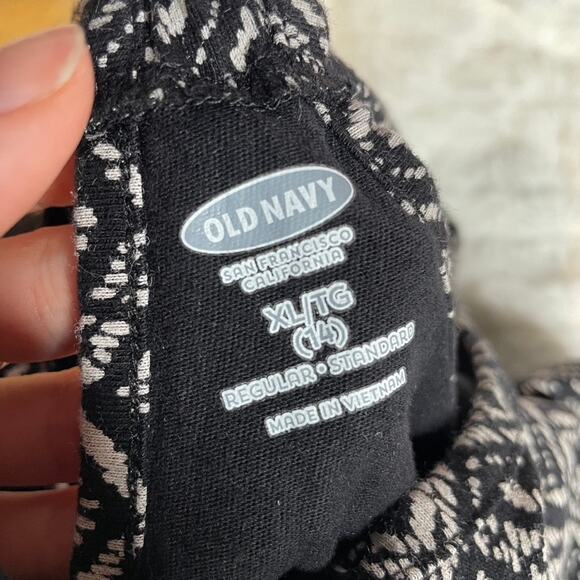 OLD NAVY
SAN FRANCISCO
CALIFORNIA
XL/TG
(14)
REGULAR • STANDARD
MADE IN VIETNAM